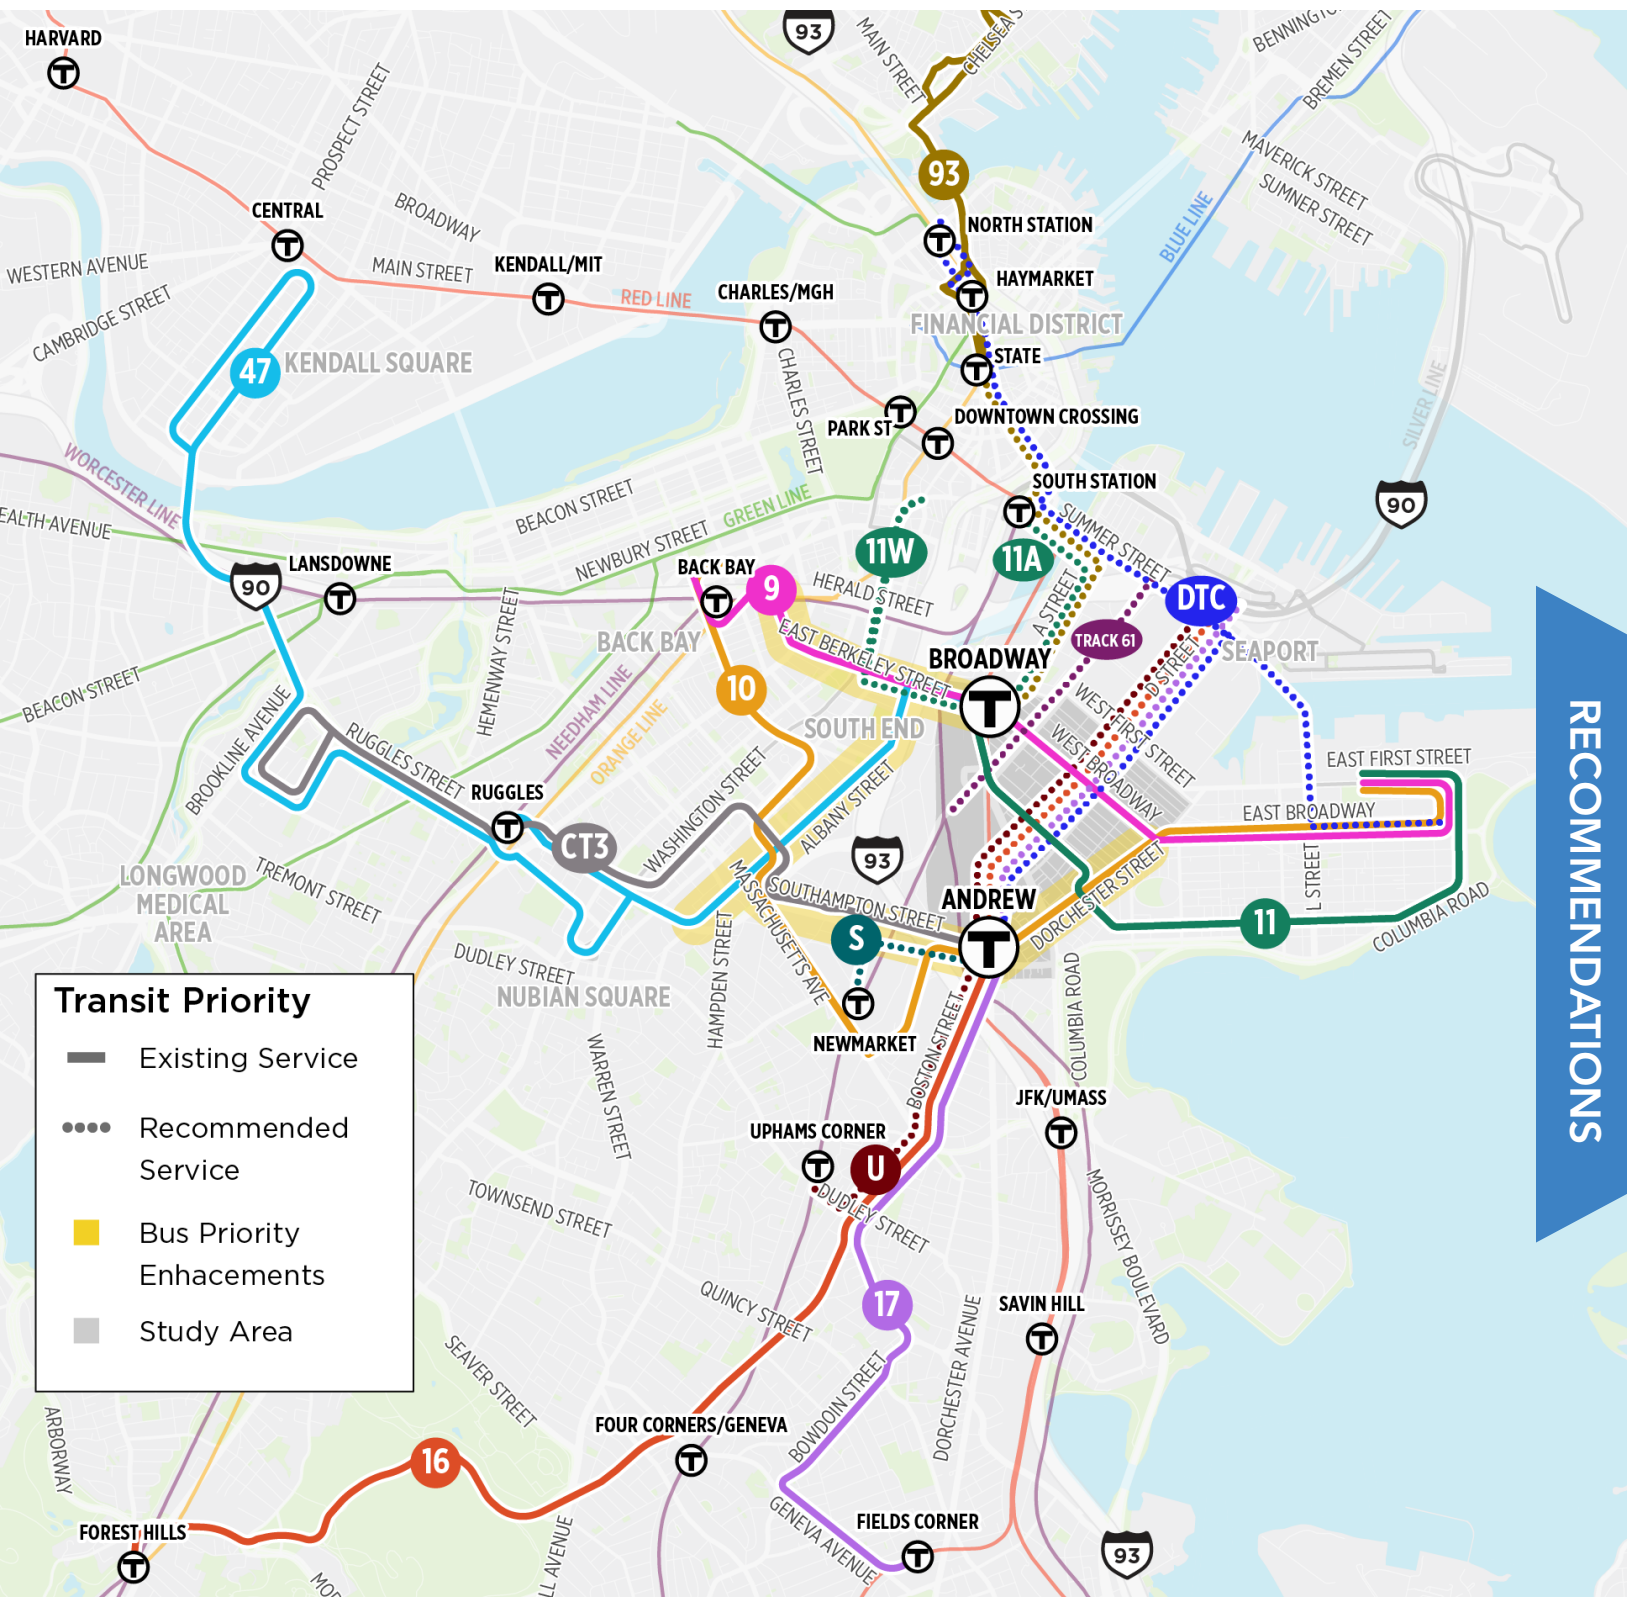 HARVARD
T
93
MAIN STREET
CHELSEA S
BENNINGTO
BREMEN STREET
PROSPECT STREET
MAVERICK STREET
SUMNER STREET
93
CENTRAL
T
BROADWAY
NORTH STATION
T
BLUE LINE
WESTERN AVENUE
MAIN STREET
KENDALL/MIT
T
CHARLES/MGH
T
HAYMARKET
T
RED LINE
CAMBRIDGE STREET
FINANCIAL DISTRICT
47
KENDALL SQUARE
STATE
T
CHARLES STREET
SILVER LINE
T
PARK ST
DOWNTOWN CROSSING
T
WORCESTER LINE
SOUTH STATION
T
90
EALTH AVENUE
BEACON STREET
GREEN LINE
SUMMER STREET
NEWBURY STREET
11W
11A
LANSDOWNE
T
90
BACK BAY
T
9
HERALD STREET
A STREET
DTC
TRACK 61
BACK BAY
EAST BERKELEY STREET
BROADWAY
T
D STREET
SEAPORT
HEMENWAY STREET
BEACON STREET
10
NEEDHAM LINE
ORANGE LINE
SOUTH END
WEST FIRST STREET
WEST BROADWAY
BROOKLINE AVENUE
RUGGLES STREET
EAST FIRST STREET
RUGGLES
T
WASHINGTON STREET
ALBANY STREET
EAST BROADWAY
CT3
93
L STREET
LONGWOOD
MEDICAL
AREA
TREMONT STREET
MASSACHUSETTS AVE
SOUTHAMPTON STREET
ANDREW
T
DORCHESTER STREET
11
COLUMBIA ROAD
S
DUDLEY STREET
HAMPDEN STREET
NUBIAN SQUARE
T
NEWMARKET
COLUMBIA ROAD
BOSTON STREET
WARREN STREET
JFK/UMASS
T
UPHAMS CORNER
T
U
DUDLEY STREET
TOWNSEND STREET
MORRISSEY BOULEVARD
17
QUINCY STREET
SAVIN HILL
T
SEAVER STREET
BOWDOIN STREET
DORCHESTER AVENUE
ARBORWAY
FOUR CORNERS/GENEVA
T
16
GENEVA AVENUE
FIELDS CORNER
T
FOREST HILLS
T
LL AVENUE
MOR
93
Transit Priority
Existing Service
Recommended
Service
Bus Priority
Enhacements
Study Area
RECOMMENDATIONS